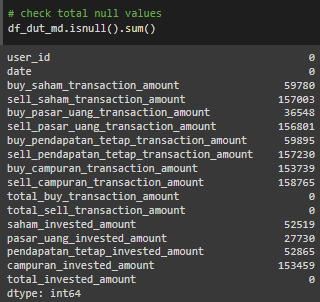 # check total null values
df_dut_md.isnull().sum()
user_id 0
date 0
buy_saham_transaction_amount 59780
sell_saham_transaction_amount 157003
buy_pasar_uang_transaction_amount 36548
sell_pasar_uang_transaction_amount 156801
buy_pendapatan_tetap_transaction_amount 59895
sell_pendapatan_tetap_transaction_amount 157230
buy_campuran_transaction_amount 153739
sell_campuran_transaction_amount 158765
total_buy_transaction_amount 0
total_sell_transaction_amount 0
saham_invested_amount 52519
pasar_uang_invested_amount 27730
pendapatan_tetap_invested_amount 52865
campuran_invested_amount 153459
total_invested_amount 0
dtype: int64